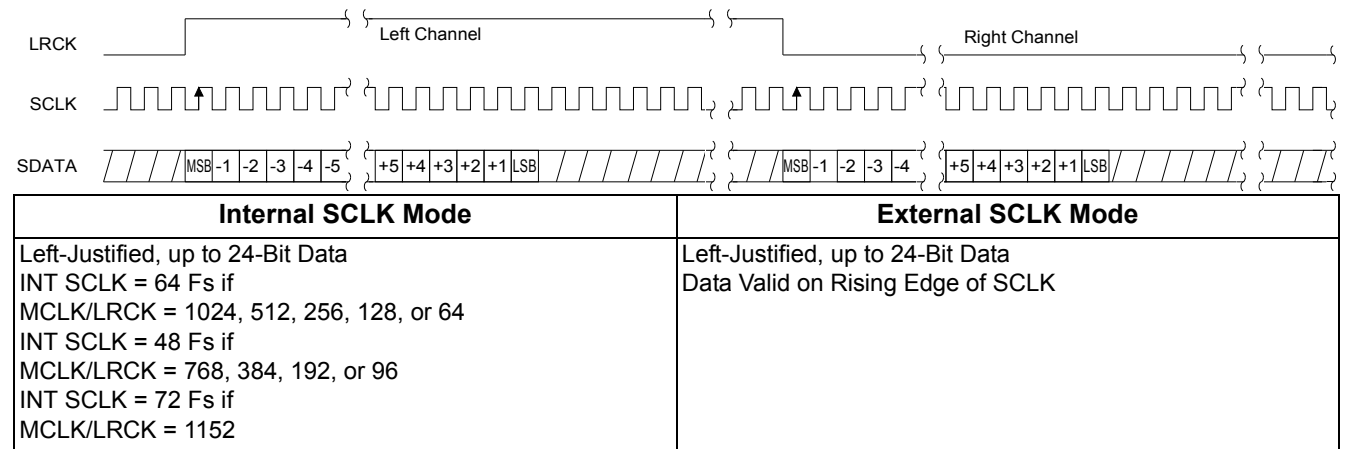 LRCK Left Channel Right Channel
SCLK
SDATA MSB -1 -2 -3 -4 -5 +5 +4 +3 +2 +1 LSB MSB -1 -2 -3 -4 +5 +4 +3 +2 +1 LSB
Internal SCLK Mode External SCLK Mode
Left-Justified, up to 24-Bit Data
INT SCLK = 64 Fs if
MCLK/LRCK = 1024, 512, 256, 128, or 64
INT SCLK = 48 Fs if
MCLK/LRCK = 768, 384, 192, or 96
INT SCLK = 72 Fs if
MCLK/LRCK = 1152
Left-Justified, up to 24-Bit Data
Data Valid on Rising Edge of SCLK